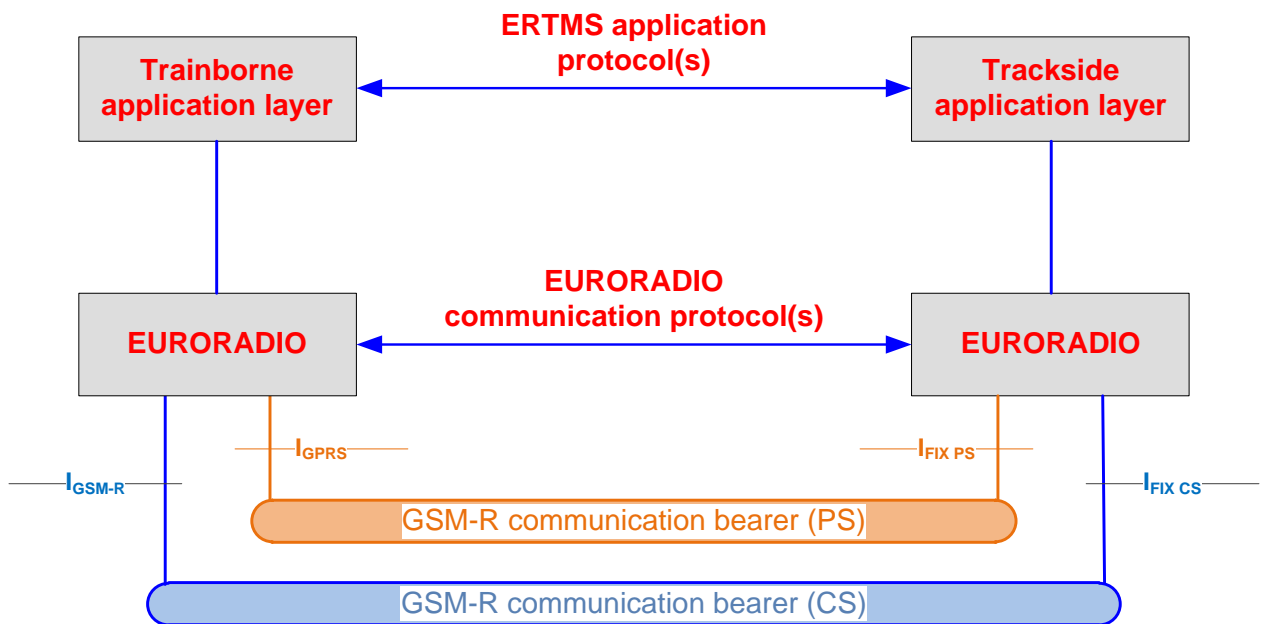 ERTMS application
protocol(s)
Trainborne
application layer
Trackside
application layer
EURORADIO
communication protocol(s)
EURORADIO
EURORADIO
IGPRS
IFIX PS
IGSM-R
IFIX CS
GSM-R communication bearer (PS)
GSM-R communication bearer (CS)